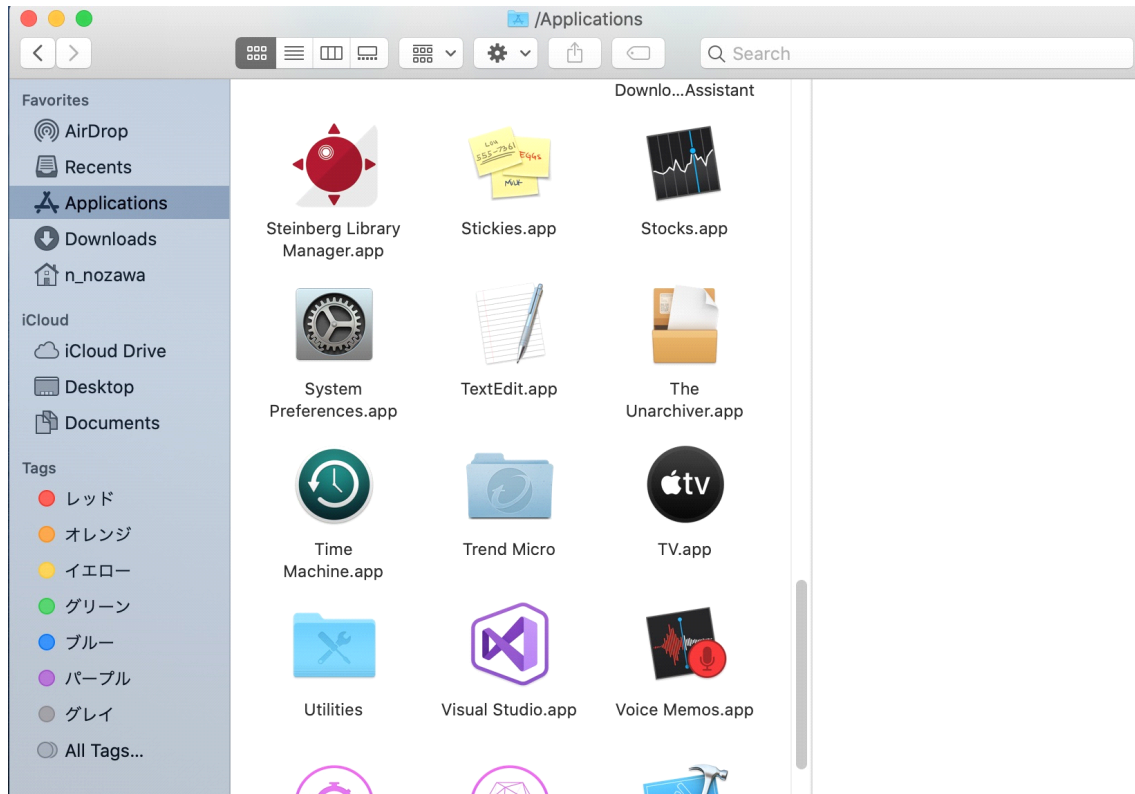 /Applications
Search
Favorites
AirDrop
Recents
Applications
Downloads
n_nozawa
iCloud
iCloud Drive
Desktop
Documents
Tags
レッド
オレンジ
イエロー
グリーン
ブルー
パープル
グレイ
All Tags...
Downlo...Assistant
Steinberg Library
Manager.app
Stickies.app
Stocks.app
System
Preferences.app
TextEdit.app
The
Unarchiver.app
Time
Machine.app
Trend Micro
tv
TV.app
Utilities
Visual Studio.app
Voice Memos.app
EGGS
MILK